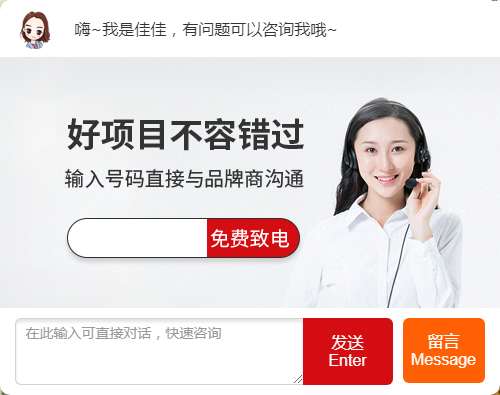 嗨~我是佳佳，有问题可以咨询我哦~
好项目不容错过
输入号码直接与品牌商沟通
免费致电
在此输入可直接对话，快速咨询
发送
Enter
留言
Message